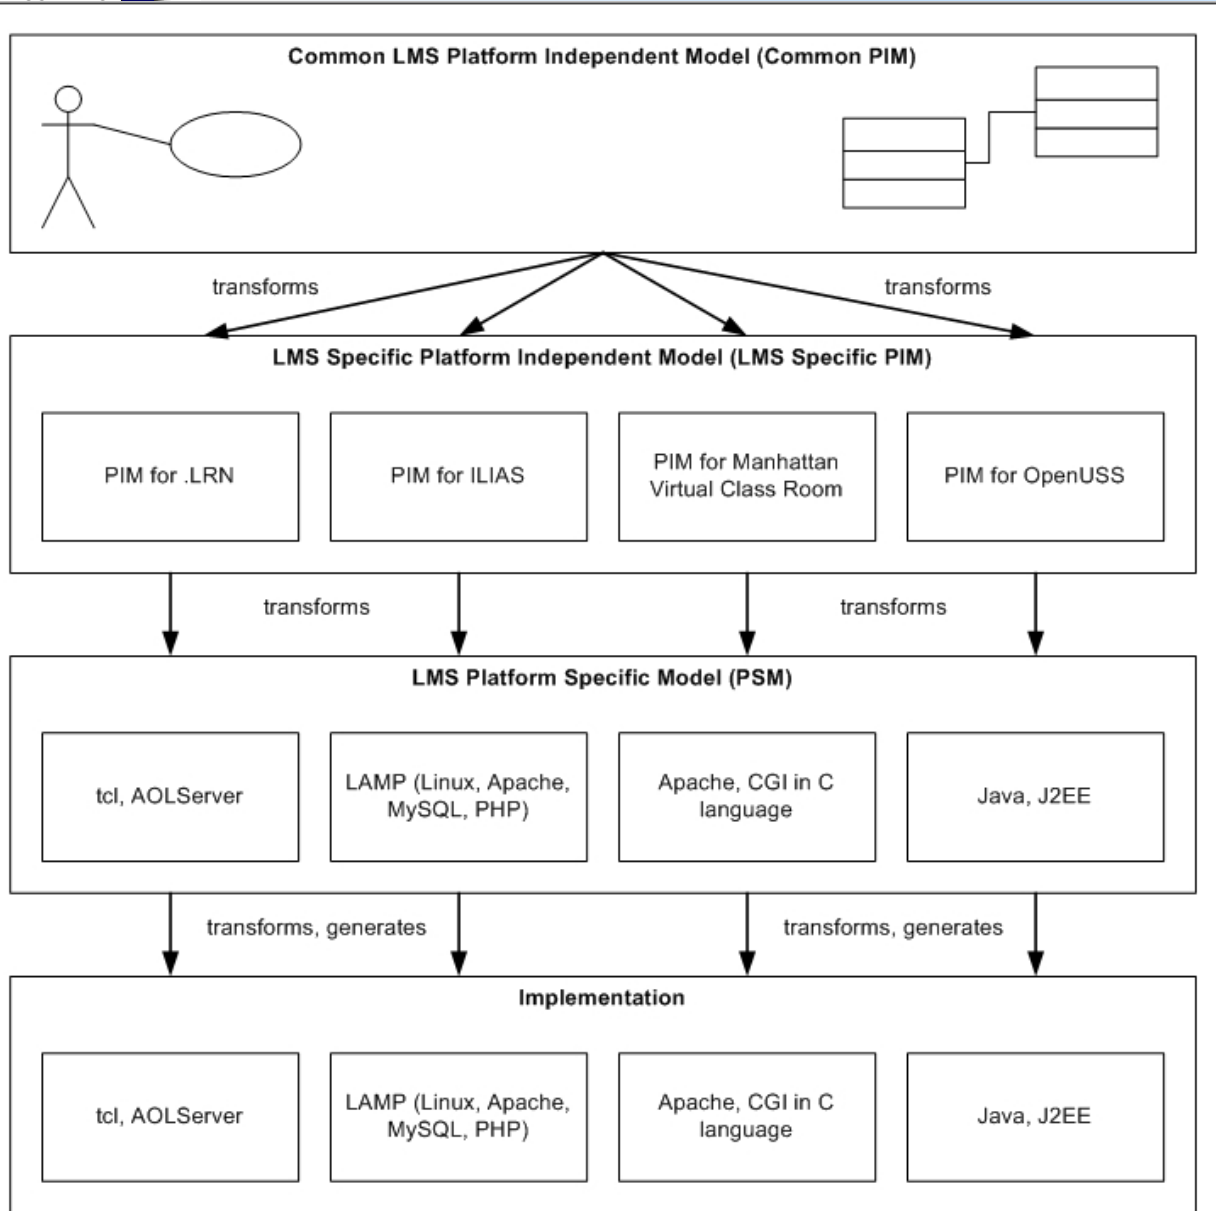 Common LMS Platform Independent Model (Common PIM)
transforms
transforms
LMS Specific Platform Independent Model (LMS Specific PIM)
PIM for .LRN
PIM for ILIAS
PIM for Manhattan
Virtual Class Room
PIM for OpenUSS
transforms
transforms
LMS Platform Specific Model (PSM)
tcl, AOLServer
LAMP (Linux, Apache,
MySQL, PHP)
Apache, CGI in C
language
Java, J2EE
transforms, generates
transforms, generates
Implementation
tcl, AOLServer
LAMP (Linux, Apache,
MySQL, PHP)
Apache, CGI in C
language
Java, J2EE